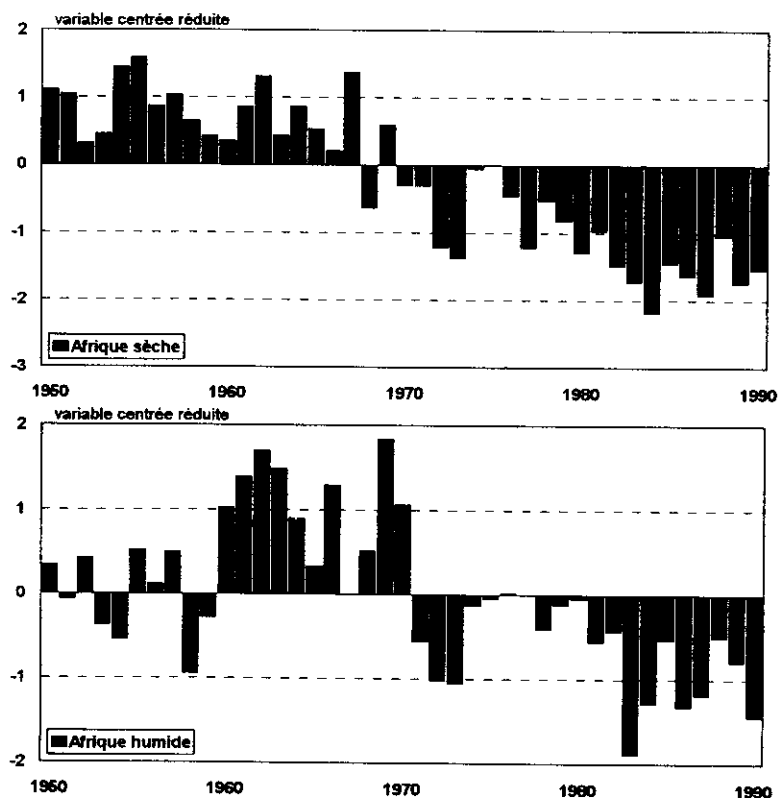 variable centrée réduite
2
1
0
-1
-2
-3
Afrique sèche
1950 1960 1970 1980 1990
variable centrée réduite
2
1
0
-1
-2
Afrique humide
1950 1960 1970 1980 1990